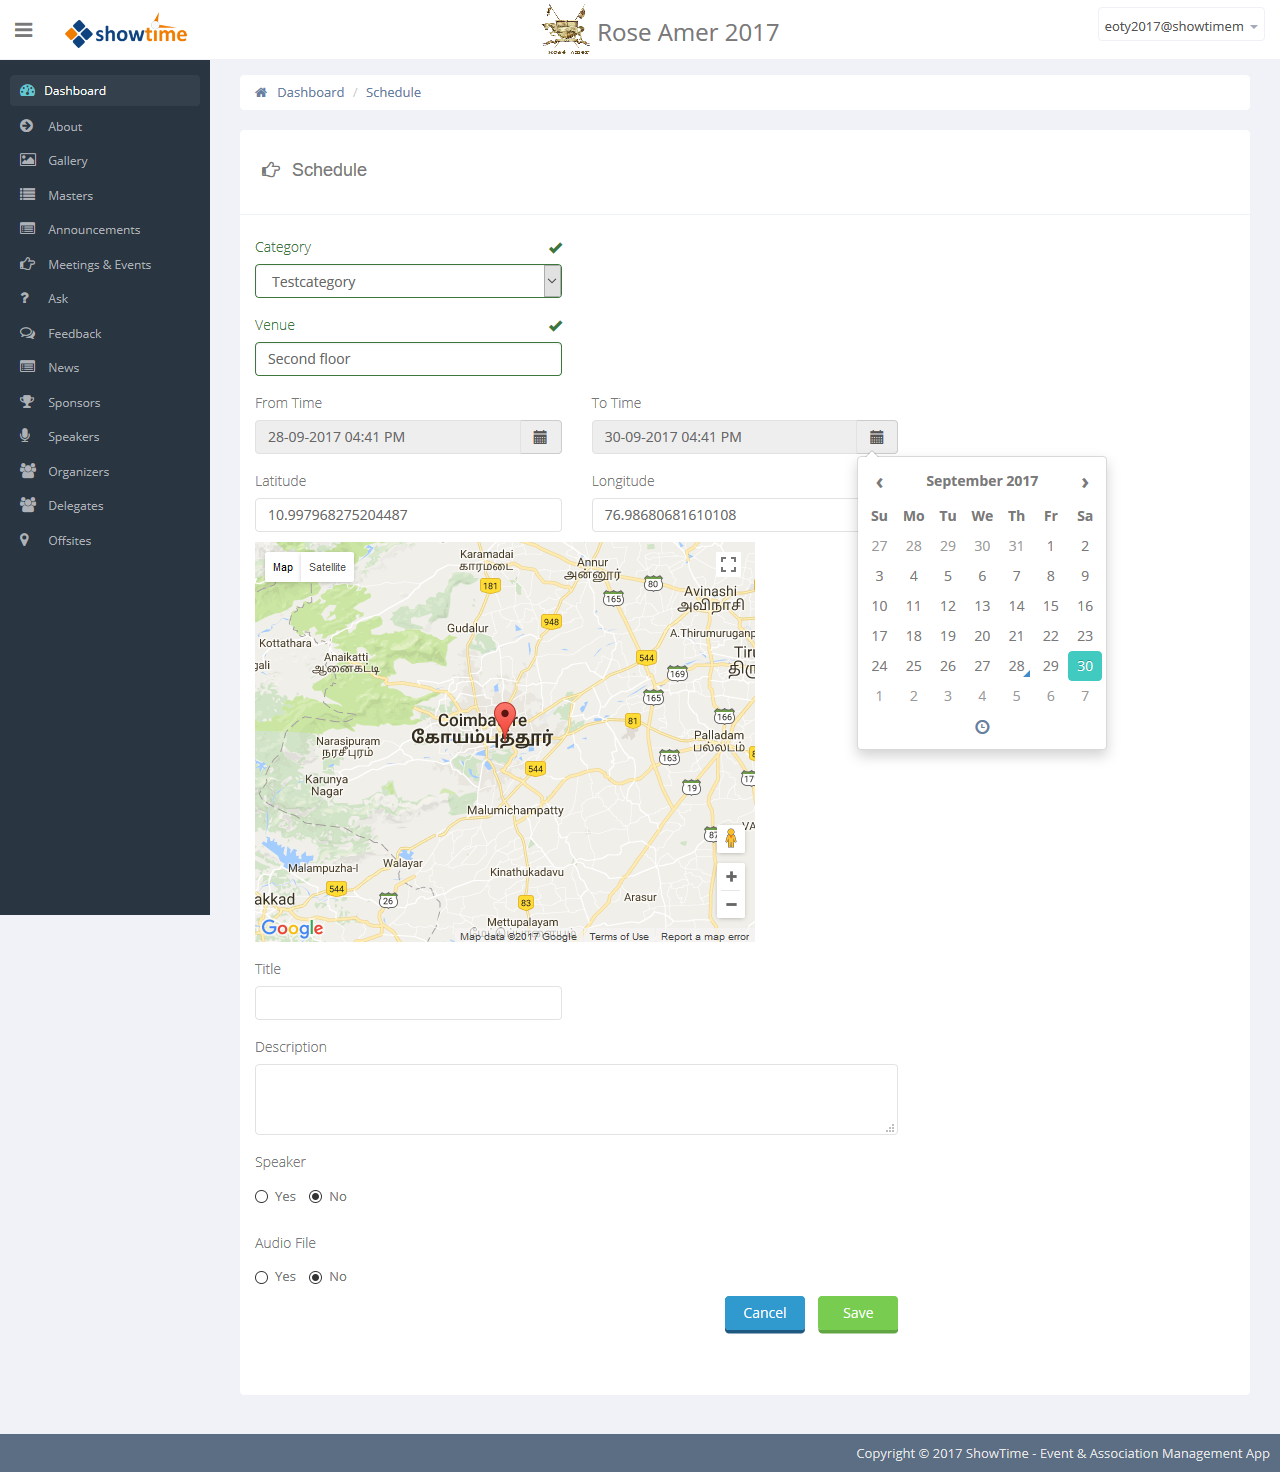 showtime
Rose Amer 2017
eoty2017@showtimem
Dashboard
About
Gallery
Masters
Announcements
Meetings & Events
Ask
Feedback
News
Sponsors
Speakers
Organizers
Delegates
Offsites
Dashboard / Schedule
Schedule
Category
Testcategory
Venue
Second floor
From Time
To Time
28-09-2017 04:41 PM
30-09-2017 04:41 PM
Latitude
Longitude
10.997968275204487
76.98680681610108
‹ September 2017 ›
Su Mo Tu We Th Fr Sa
27 28 29 30 31 1 2
3 4 5 6 7 8 9
10 11 12 13 14 15 16
17 18 19 20 21 22 23
24 25 26 27 28 29 30
1 2 3 4 5 6 7
Map Satellite
Karamadai
காரமடை
Annur
அன்னூர்
181
80
165
Avinashi
அவிநாசி
948
Gudalur
A.Thirumuruganp
Kottathara
gali
Anaikatti
ஆனைகட்டி
544
169
Tiru
திருப்
165
Coimbatore
கோயம்புத்தூர்
81
166
Narasipuram
நரசீபுரம்
Palladam
பல்லடம்
163
544
Karunya
Nagar
17
19
Malumichampatty
87
VA
Walayar
Malampuzha-I
Kinathukadavu
544
26
akkad
83
Arasur
Mettupalayam
Google
Map data ©2017 Google Terms of Use Report a map error
Title
Description
Speaker
Yes No
Audio File
Yes No
Cancel Save
Copyright © 2017 ShowTime - Event & Association Management App